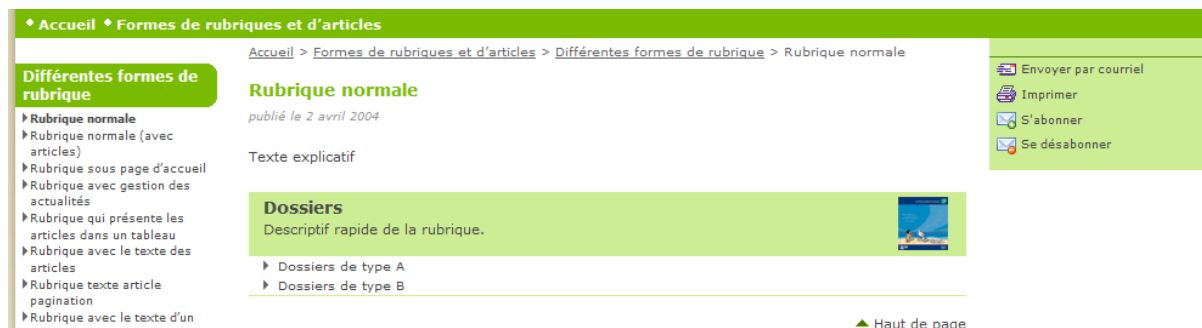 Accueil Formes de rubriques et d'articles
Accueil > Formes de rubriques et d'articles > Différentes formes de rubrique > Rubrique normale
Différentes formes de
rubrique
Rubrique normale
Rubrique normale (avec
articles)
Rubrique sous page d'accueil
Rubrique avec gestion des
actualités
Rubrique qui présente les
articles dans un tableau
Rubrique avec le texte des
articles
Rubrique texte article
pagination
Rubrique avec le texte d'un
Rubrique normale
publié le 2 avril 2004
Texte explicatif
Dossiers
Descriptif rapide de la rubrique.
Dossiers de type A
Dossiers de type B
Haut de page
Envoyer par courriel
Imprimer
S'abonner
Se désabonner